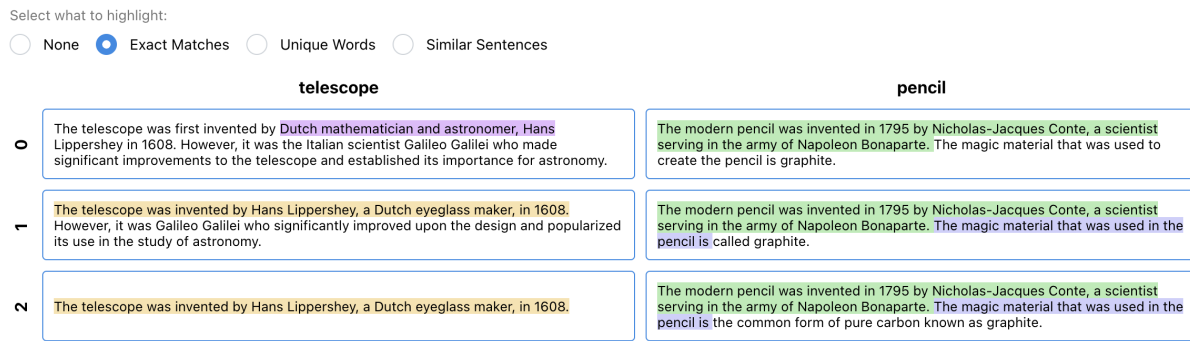 Select what to highlight:
None Exact Matches Unique Words Similar Sentences
telescope pencil
0
The telescope was first invented by Dutch mathematician and astronomer, Hans
Lippershey in 1608. However, it was the Italian scientist Galileo Galilei who made
significant improvements to the telescope and established its importance for astronomy.
The modern pencil was invented in 1795 by Nicholas-Jacques Conte, a scientist
serving in the army of Napoleon Bonaparte. The magic material that was used to
create the pencil is graphite.
1
The telescope was invented by Hans Lippershey, a Dutch eyeglass maker, in 1608.
However, it was Galileo Galilei who significantly improved upon the design and popularized
its use in the study of astronomy.
The modern pencil was invented in 1795 by Nicholas-Jacques Conte, a scientist
serving in the army of Napoleon Bonaparte. The magic material that was used in the
pencil is called graphite.
2
The telescope was invented by Hans Lippershey, a Dutch eyeglass maker, in 1608.
The modern pencil was invented in 1795 by Nicholas-Jacques Conte, a scientist
serving in the army of Napoleon Bonaparte. The magic material that was used in the
pencil is the common form of pure carbon known as graphite.